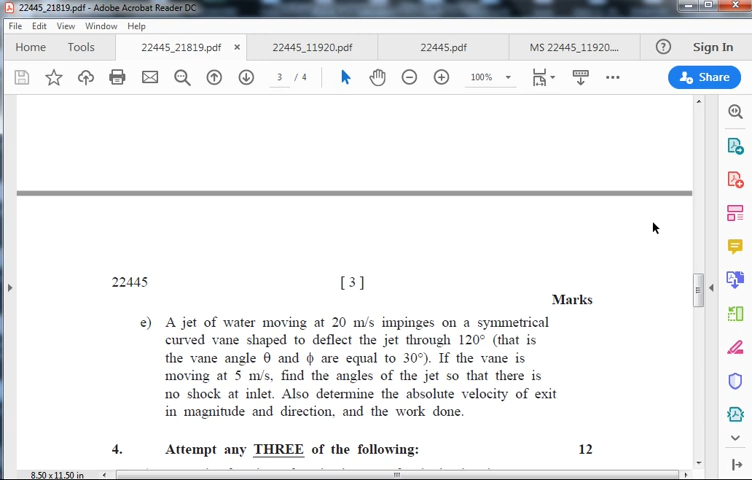 22445_21819.pdf - Adobe Acrobat Reader DC
File Edit View Window Help
Home Tools 22445_21819.pdf × 22445_11920.pdf 22445.pdf MS 22445_11920.... Sign In
3 / 4 100% Share
22445 [ 3 ]
Marks
e) A jet of water moving at 20 m/s impinges on a symmetrical
curved vane shaped to deflect the jet through 120° (that is
the vane angle θ and ϕ are equal to 30°). If the vane is
moving at 5 m/s, find the angles of the jet so that there is
no shock at inlet. Also determine the absolute velocity of exit
in magnitude and direction, and the work done.
4. Attempt any THREE of the following: 12
8.50 x 11.50 in